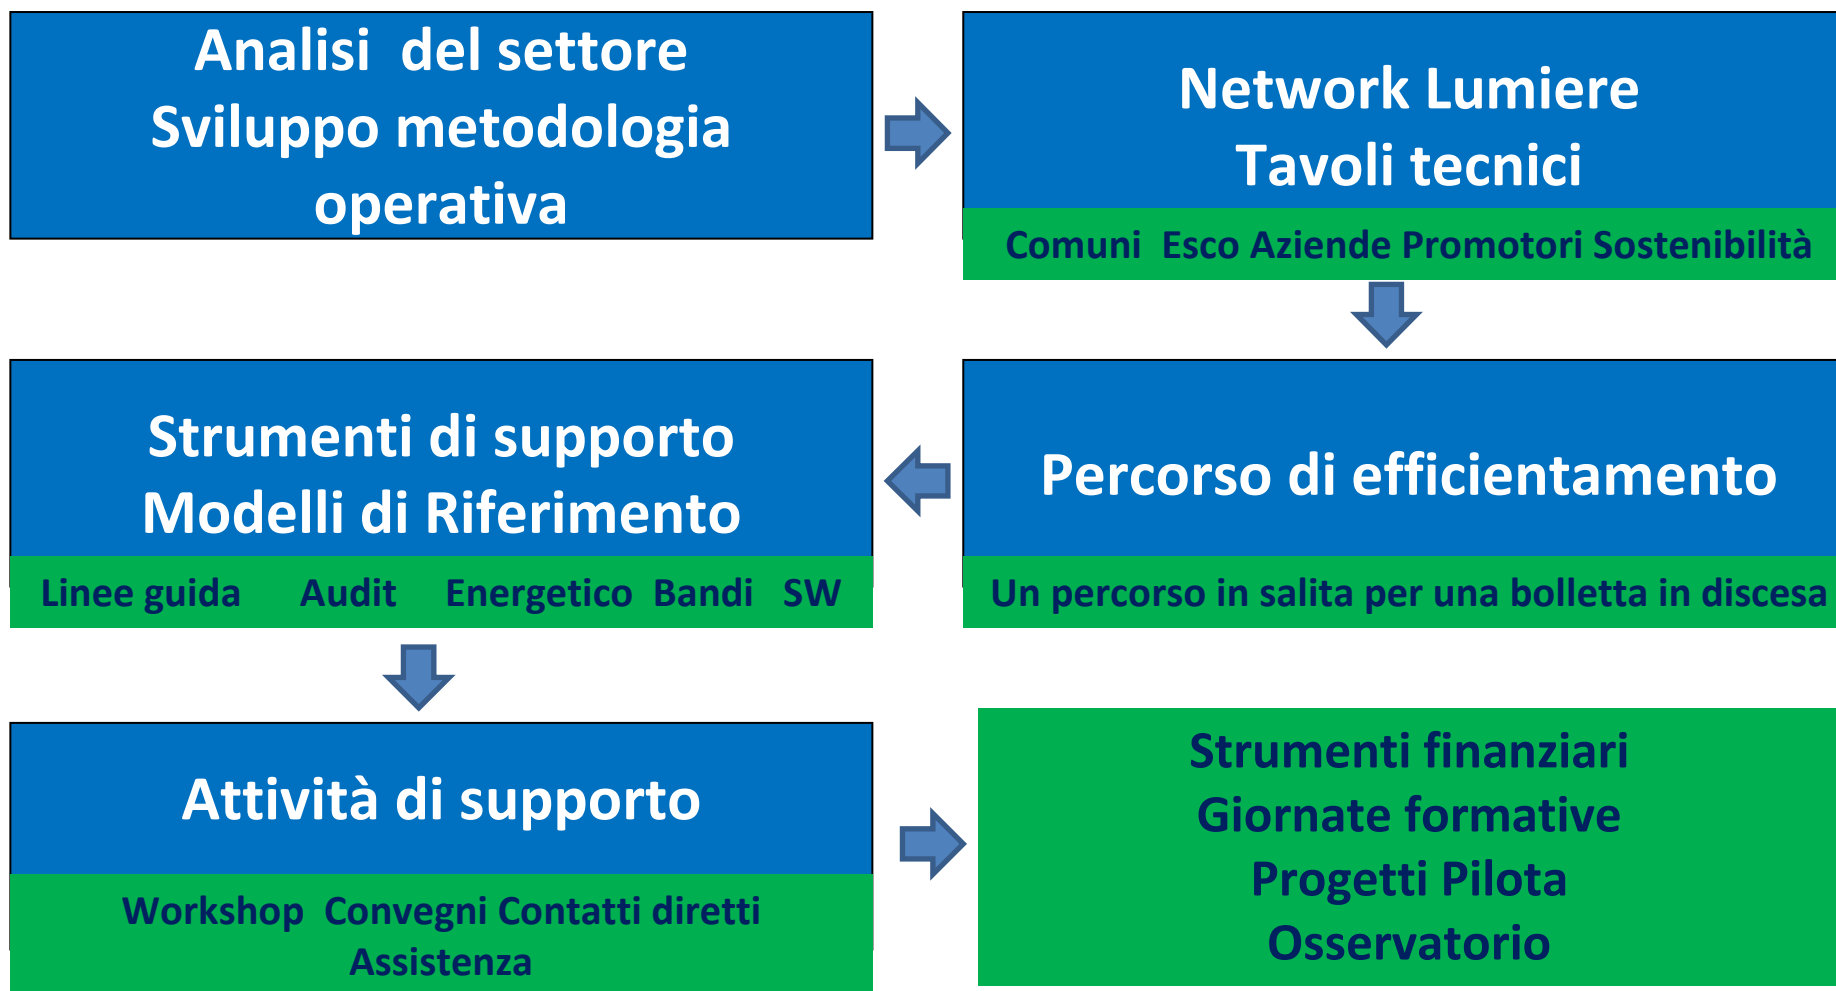 Analisi  del settore
Sviluppo metodologia
operativa
Network Lumiere
Tavoli tecnici
Comuni  Esco Aziende Promotori Sostenibilità
Percorso di efficientamento
Un percorso in salita per una bolletta in discesa
Strumenti di supporto
Modelli di Riferimento
Linee guida  Audit  Energetico  Bandi  SW
Attività di supporto
Workshop  Convegni Contatti diretti
Assistenza
Strumenti finanziari
Giornate formative
Progetti Pilota
Osservatorio